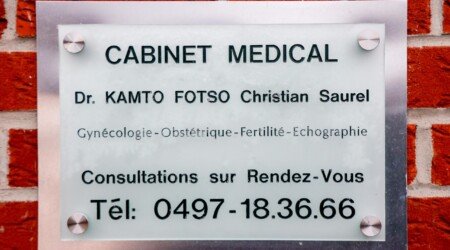 CABINET MEDICAL
Dr. KAMTO FOTSO Christian Saurel
Gynécologie-Obstétrique-Fertilité-Echographie
Consultations sur Rendez-Vous
Tél: 0497-18.36.66